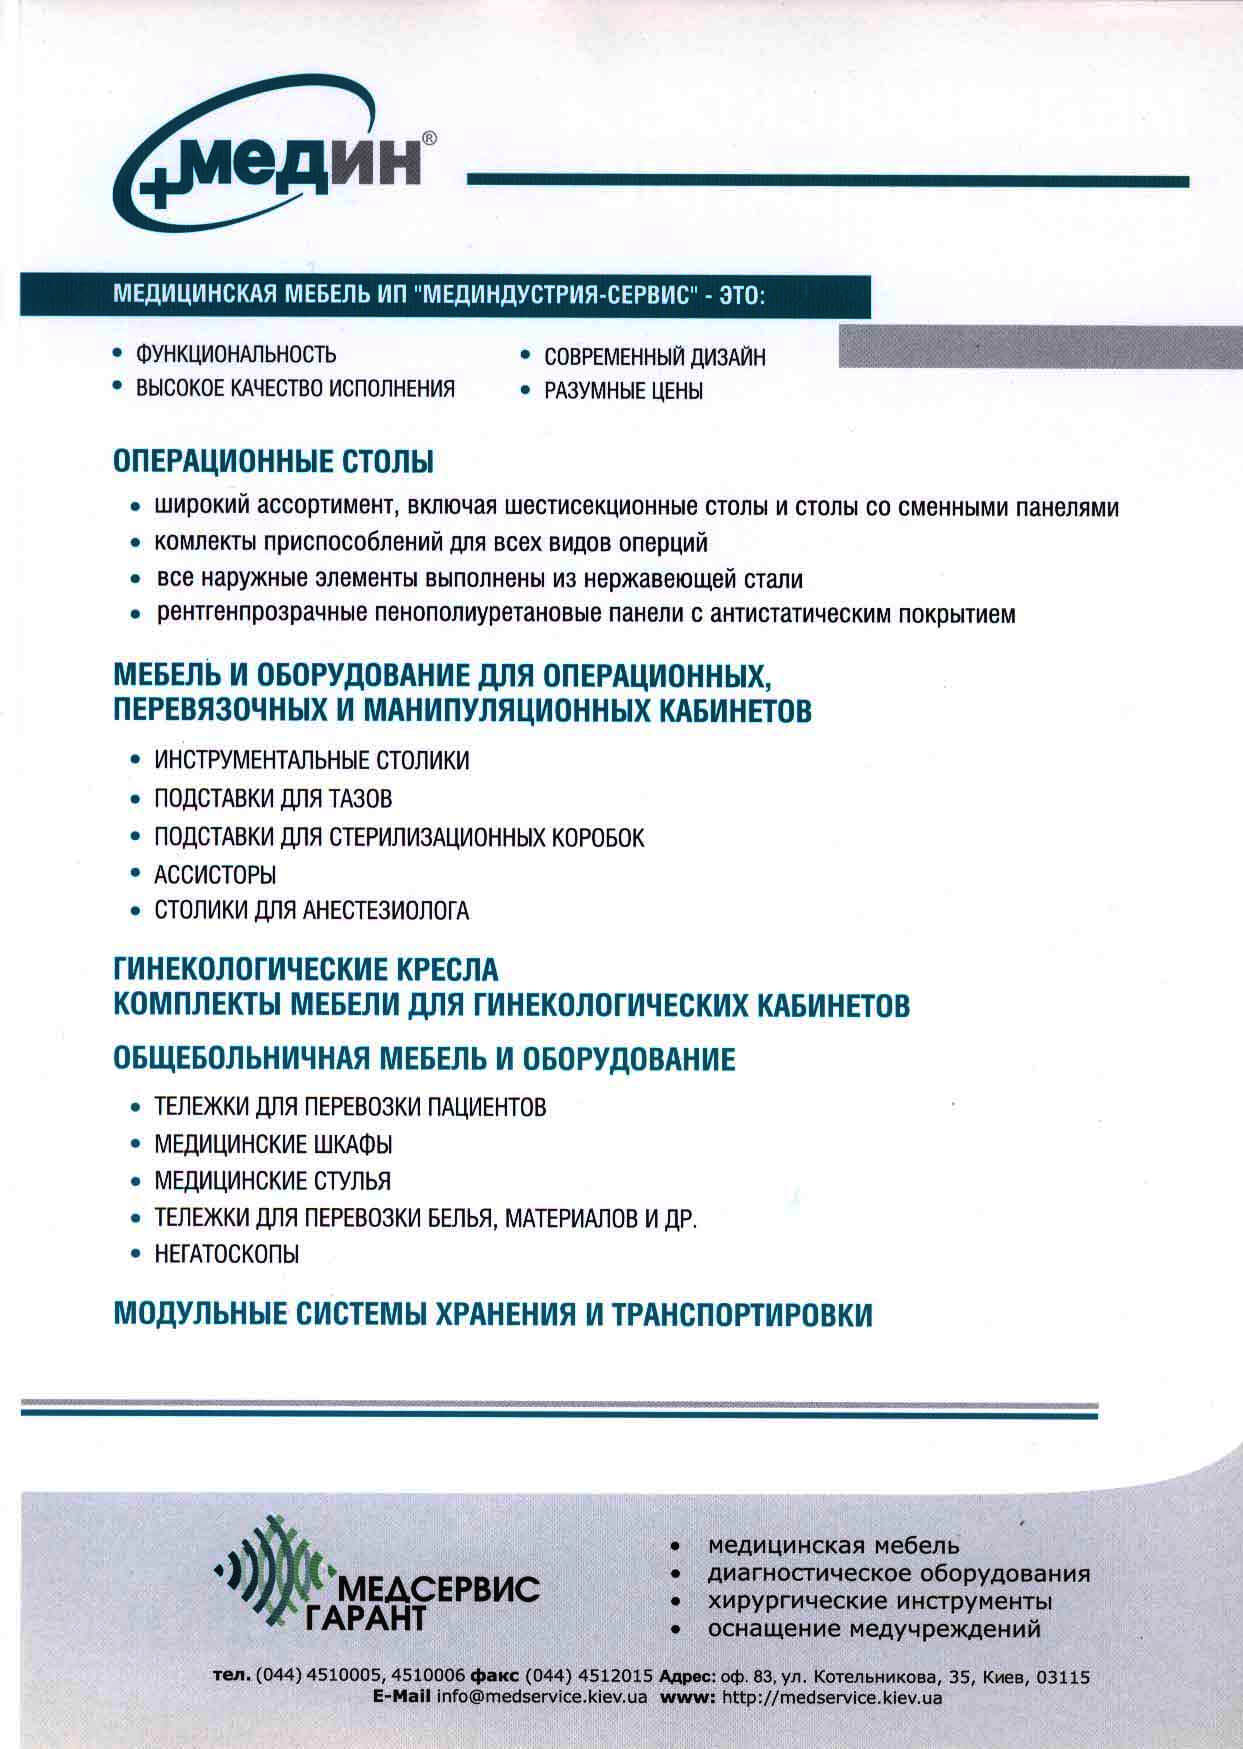 медин®
МЕДИЦИНСКАЯ МЕБЕЛЬ ИП "МЕДИНДУСТРИЯ-СЕРВИС" - ЭТО:
• ФУНКЦИОНАЛЬНОСТЬ
• ВЫСОКОЕ КАЧЕСТВО ИСПОЛНЕНИЯ
• СОВРЕМЕННЫЙ ДИЗАЙН
• РАЗУМНЫЕ ЦЕНЫ
ОПЕРАЦИОННЫЕ СТОЛЫ
• широкий ассортимент, включая шестисекционные столы и столы со сменными панелями
• комлекты приспособлений для всех видов оперций
• все наружные элементы выполнены из нержавеющей стали
• рентгенпрозрачные пенополиуретановые панели с антистатическим покрытием
МЕБЕЛЬ И ОБОРУДОВАНИЕ ДЛЯ ОПЕРАЦИОННЫХ,
ПЕРЕВЯЗОЧНЫХ И МАНИПУЛЯЦИОННЫХ КАБИНЕТОВ
• ИНСТРУМЕНТАЛЬНЫЕ СТОЛИКИ
• ПОДСТАВКИ ДЛЯ ТАЗОВ
• ПОДСТАВКИ ДЛЯ СТЕРИЛИЗАЦИОННЫХ КОРОБОК
• АССИСТОРЫ
• СТОЛИКИ ДЛЯ АНЕСТЕЗИОЛОГА
ГИНЕКОЛОГИЧЕСКИЕ КРЕСЛА
КОМПЛЕКТЫ МЕБЕЛИ ДЛЯ ГИНЕКОЛОГИЧЕСКИХ КАБИНЕТОВ
ОБЩЕБОЛЬНИЧНАЯ МЕБЕЛЬ И ОБОРУДОВАНИЕ
• ТЕЛЕЖКИ ДЛЯ ПЕРЕВОЗКИ ПАЦИЕНТОВ
• МЕДИЦИНСКИЕ ШКАФЫ
• МЕДИЦИНСКИЕ СТУЛЬЯ
• ТЕЛЕЖКИ ДЛЯ ПЕРЕВОЗКИ БЕЛЬЯ, МАТЕРИАЛОВ И ДР.
• НЕГАТОСКОПЫ
МОДУЛЬНЫЕ СИСТЕМЫ ХРАНЕНИЯ И ТРАНСПОРТИРОВКИ
МЕДСЕРВИС
ГАРАНТ
• медицинская мебель
• диагностическое оборудования
• хирургические инструменты
• оснащение медучреждений
тел. (044) 4510005, 4510006 факс (044) 4512015 Адрес: оф. 83, ул. Котельникова, 35, Киев, 03115
E-Mail info@medservice.kiev.ua www: http://medservice.kiev.ua